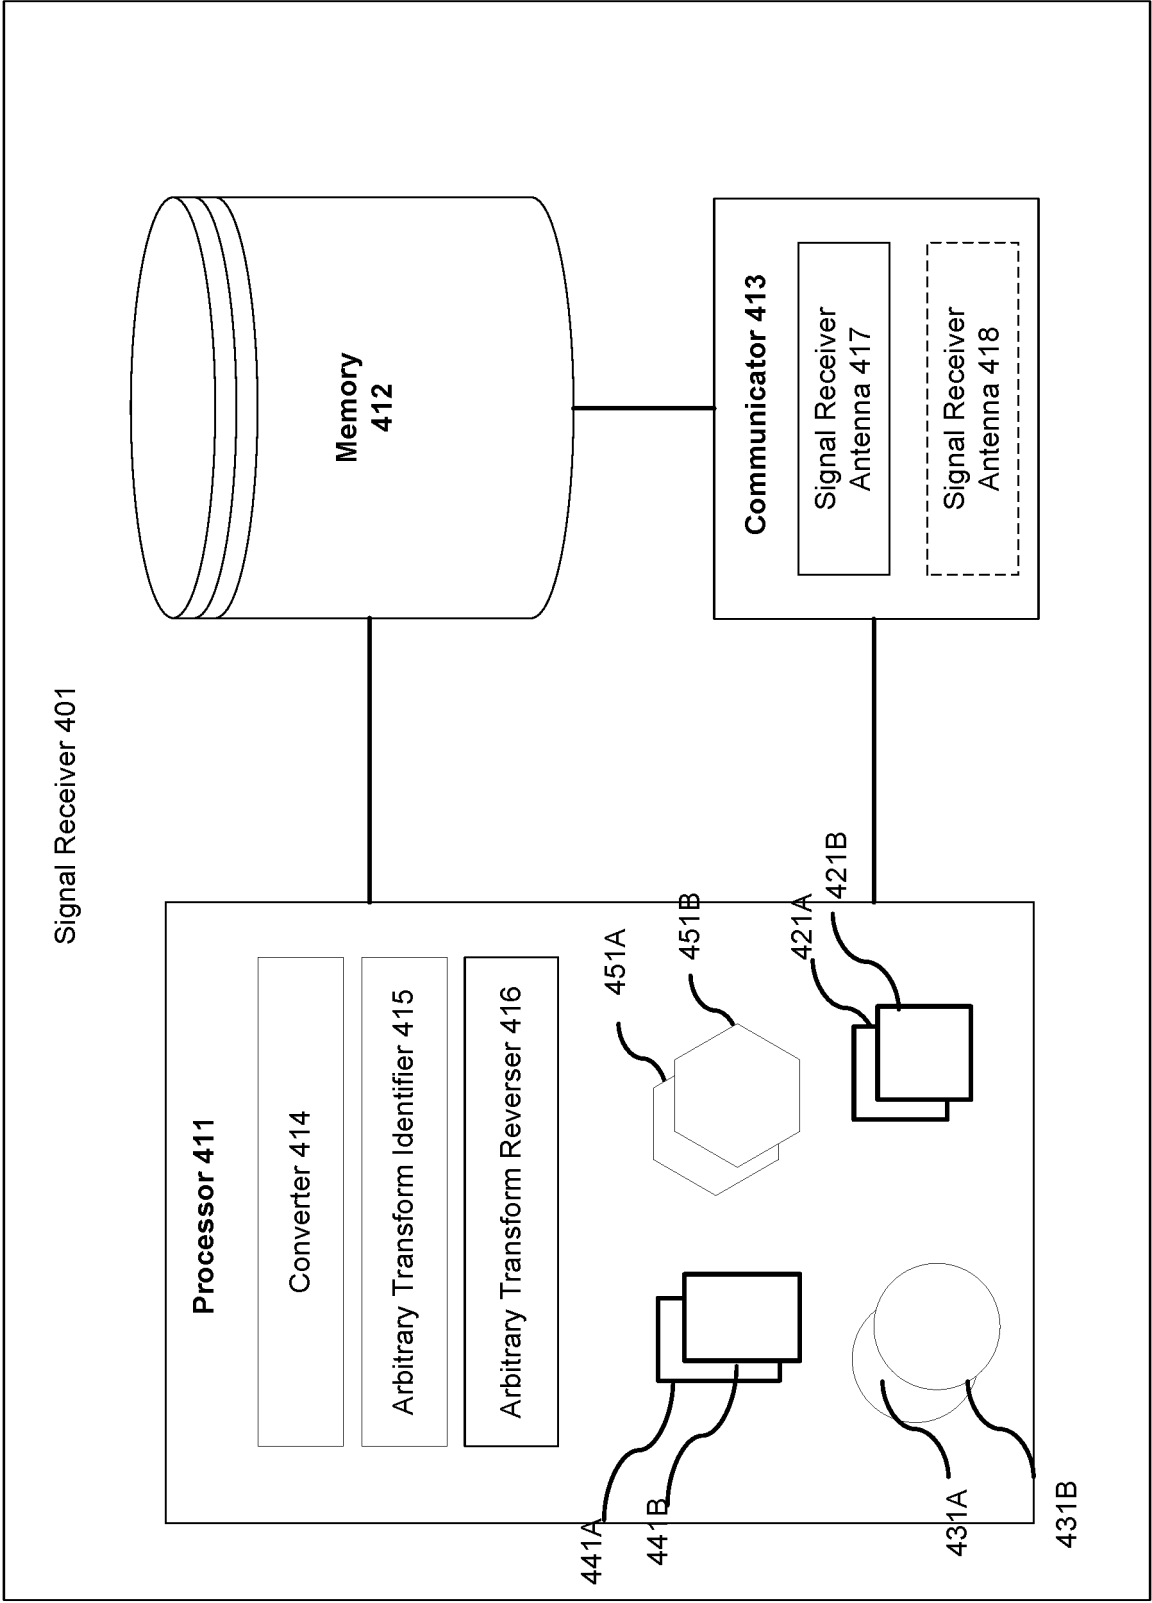 Signal Receiver 401
Processor 411
Converter 414
Arbitrary Transform Identifier 415
Arbitrary Transform Reverser 416
441A
441B
451A
451B
431A
431B
421A
421B
Memory
412
Communicator 413
Signal Receiver
Antenna 417
Signal Receiver
Antenna 418